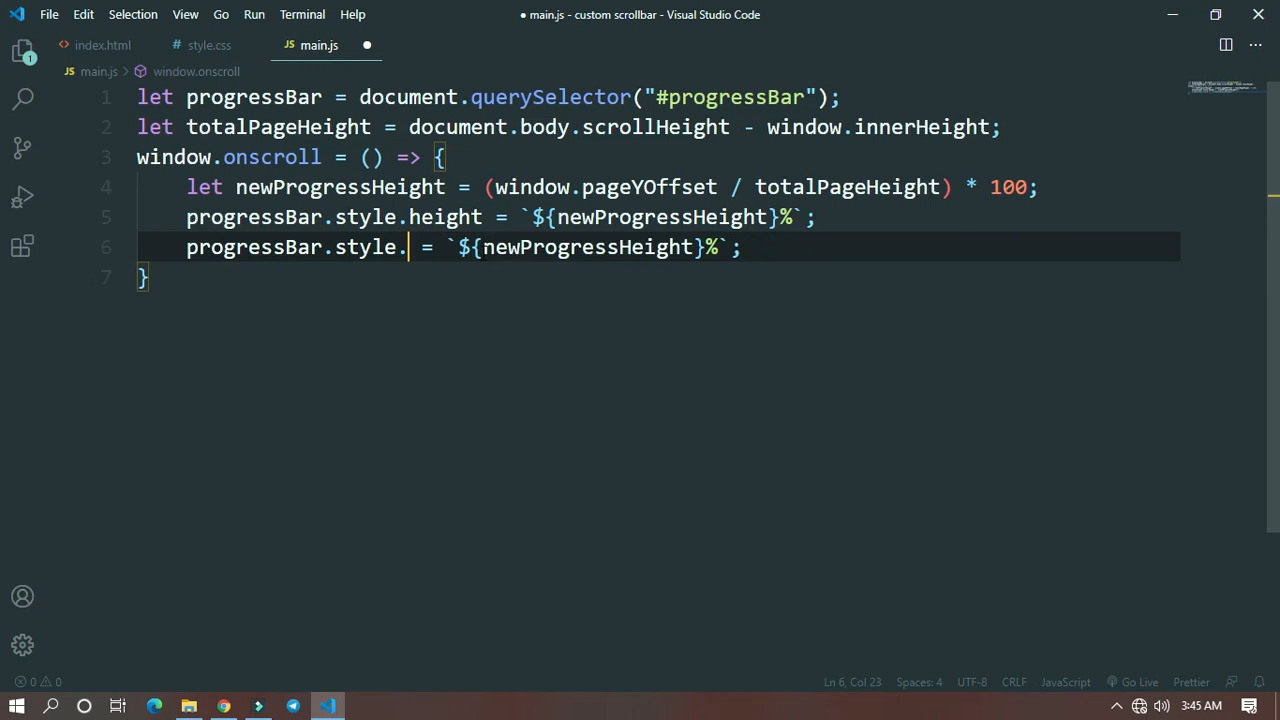 File Edit Selection View Go Run Terminal Help
● main.js - custom scrollbar - Visual Studio Code
<> index.html # style.css JS main.js ●
JS main.js > window.onscroll
1 let progressBar = document.querySelector("#progressBar");
2 let totalPageHeight = document.body.scrollHeight - window.innerHeight;
3 window.onscroll = () => {
4 let newProgressHeight = (window.pageYOffset / totalPageHeight) * 100;
5 progressBar.style.height = `${newProgressHeight}%`;
6 progressBar.style. = `${newProgressHeight}%`;
7 }
1
0 0 Ln 6, Col 23 Spaces: 4 UTF-8 CRLF JavaScript Go Live Prettier
3:45 AM